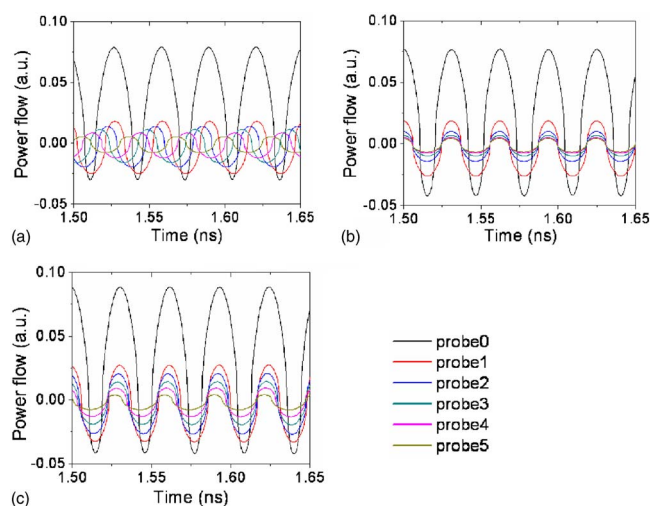 0.10
0.05
0.00
-0.05
Power flow (a.u.)
1.50 1.55 1.60 1.65
Time (ns)
(a)
0.10
0.05
0.00
-0.05
Power flow (a.u.)
1.50 1.55 1.60 1.65
Time (ns)
(b)
0.10
0.05
0.00
-0.05
Power flow (a.u.)
1.50 1.55 1.60 1.65
Time (ns)
(c)
probe0
probe1
probe2
probe3
probe4
probe5